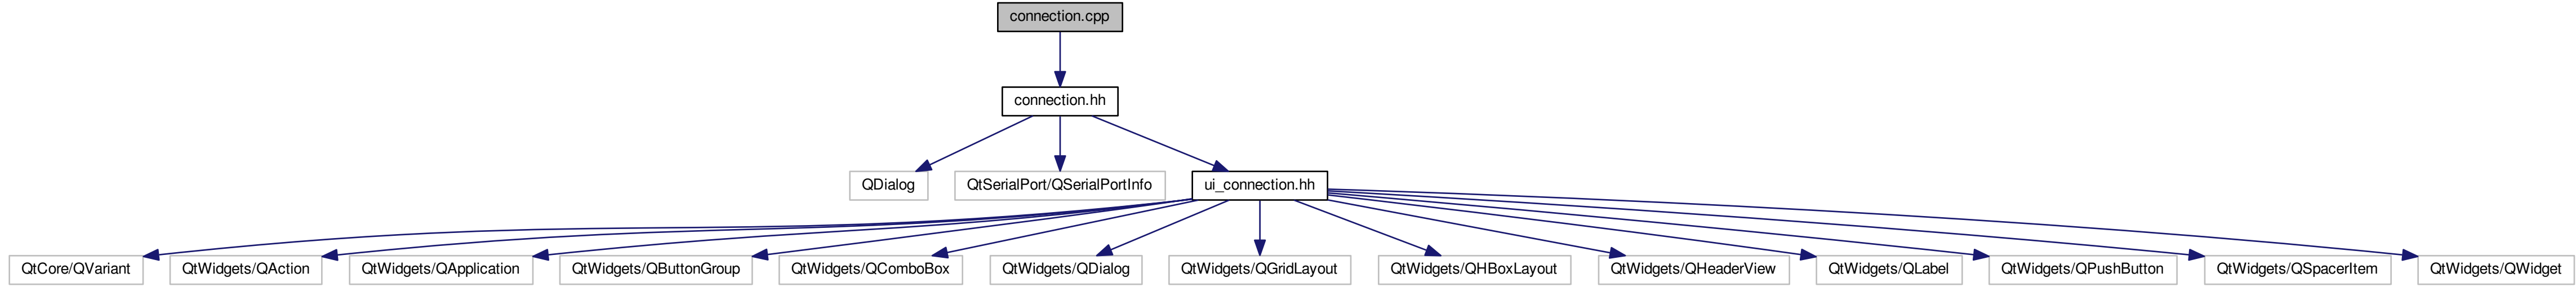 connection.cpp
connection.hh
QDialog
QtSerialPort/QSerialPortInfo
ui_connection.hh
QtCore/QVariant
QtWidgets/QAction
QtWidgets/QApplication
QtWidgets/QButtonGroup
QtWidgets/QComboBox
QtWidgets/QDialog
QtWidgets/QGridLayout
QtWidgets/QHBoxLayout
QtWidgets/QHeaderView
QtWidgets/QLabel
QtWidgets/QPushButton
QtWidgets/QSpacerItem
QtWidgets/QWidget